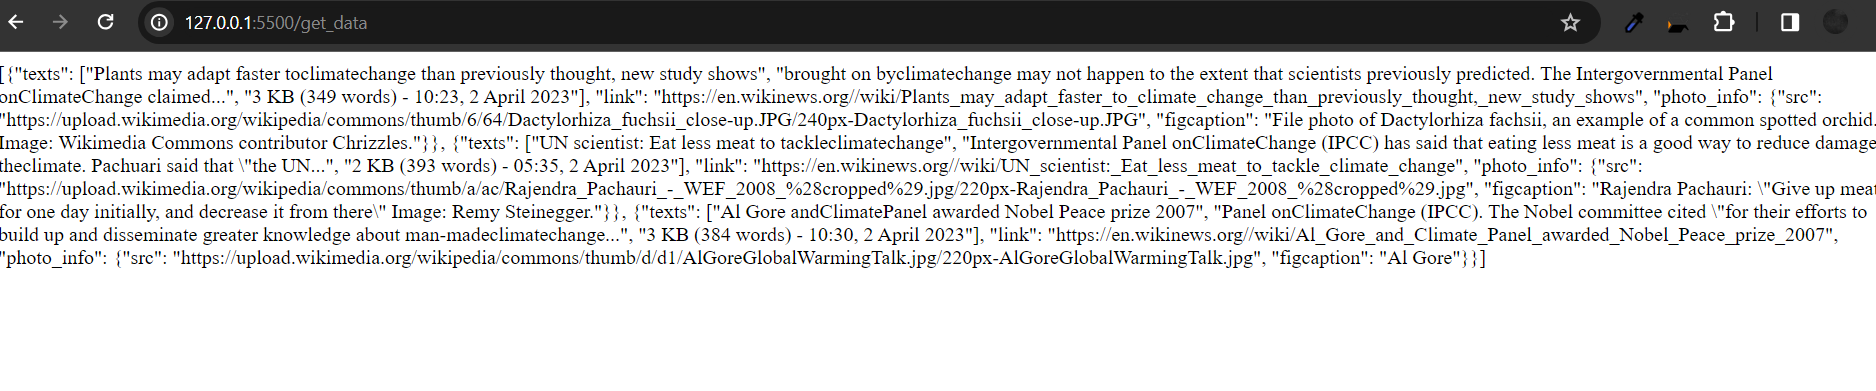 127.0.0.1:5500/get_data
[{"texts": ["Plants may adapt faster toclimatechange than previously thought, new study shows", "brought on byclimatechange may not happen to the extent that scientists previously predicted. The Intergovernmental Panel
onClimateChange claimed...", "3 KB (349 words) - 10:23, 2 April 2023"], "link": "https://en.wikinews.org//wiki/Plants_may_adapt_faster_to_climate_change_than_previously_thought,_new_study_shows", "photo_info": {"src":
"https://upload.wikimedia.org/wikipedia/commons/thumb/6/64/Dactylorhiza_fuchsii_close-up.JPG/240px-Dactylorhiza_fuchsii_close-up.JPG", "figcaption": "File photo of Dactylorhiza fachsii, an example of a common spotted orchid.
Image: Wikimedia Commons contributor Chrizzles."}}, {"texts": ["UN scientist: Eat less meat to tackleclimatechange", "Intergovernmental Panel onClimateChange (IPCC) has said that eating less meat is a good way to reduce damage
theclimate. Pachuari said that \"the UN...", "2 KB (393 words) - 05:35, 2 April 2023"], "link": "https://en.wikinews.org//wiki/UN_scientist:_Eat_less_meat_to_tackle_climate_change", "photo_info": {"src":
"https://upload.wikimedia.org/wikipedia/commons/thumb/a/ac/Rajendra_Pachauri_-_WEF_2008_%28cropped%29.jpg/220px-Rajendra_Pachauri_-_WEF_2008_%28cropped%29.jpg", "figcaption": "Rajendra Pachauri: \"Give up meat
for one day initially, and decrease it from there\" Image: Remy Steinegger."}}, {"texts": ["Al Gore andClimatePanel awarded Nobel Peace prize 2007", "Panel onClimateChange (IPCC). The Nobel committee cited \"for their efforts to
build up and disseminate greater knowledge about man-madeclimatechange...", "3 KB (384 words) - 10:30, 2 April 2023"], "link": "https://en.wikinews.org//wiki/Al_Gore_and_Climate_Panel_awarded_Nobel_Peace_prize_2007",
"photo_info": {"src": "https://upload.wikimedia.org/wikipedia/commons/thumb/d/d1/AlGoreGlobalWarmingTalk.jpg/220px-AlGoreGlobalWarmingTalk.jpg", "figcaption": "Al Gore"}}]